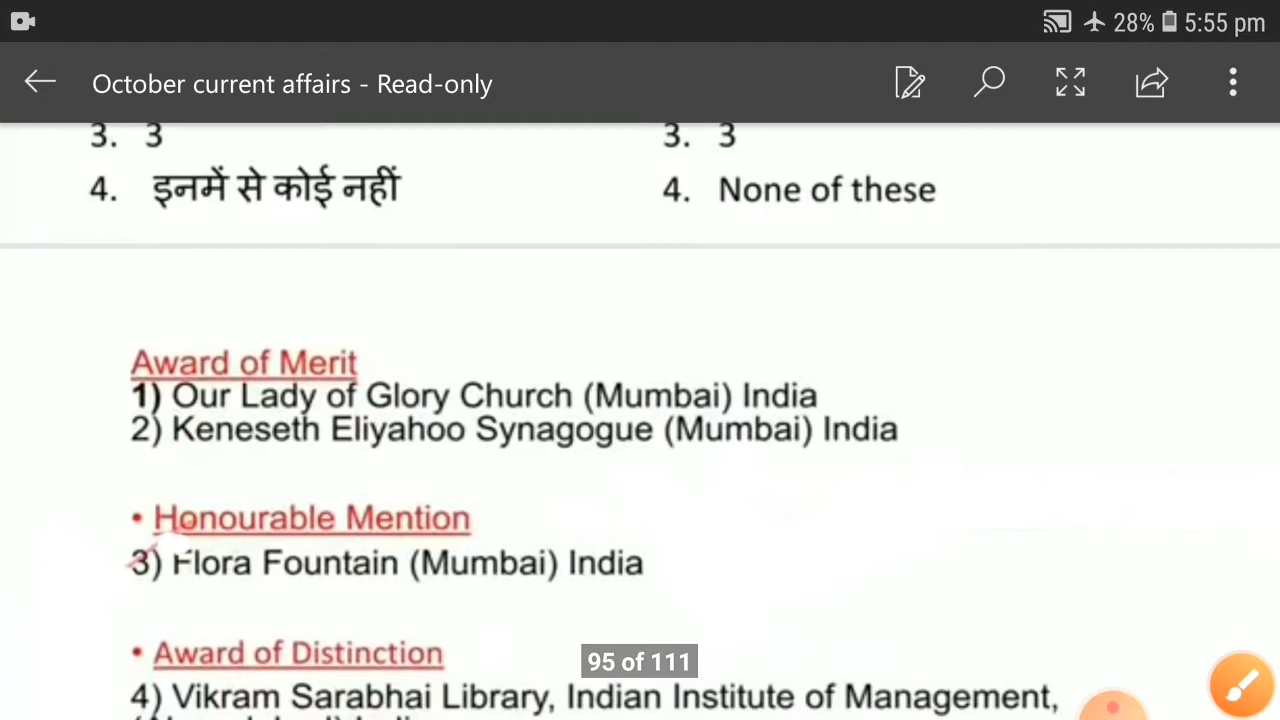 28% 5:55 pm
October current affairs - Read-only
3. 3
3. 3
4. इनमें से कोई नहीं
4. None of these
Award of Merit
1) Our Lady of Glory Church (Mumbai) India
2) Keneseth Eliyahoo Synagogue (Mumbai) India
• Honourable Mention
3) Flora Fountain (Mumbai) India
• Award of Distinction
95 of 111
4) Vikram Sarabhai Library, Indian Institute of Management,